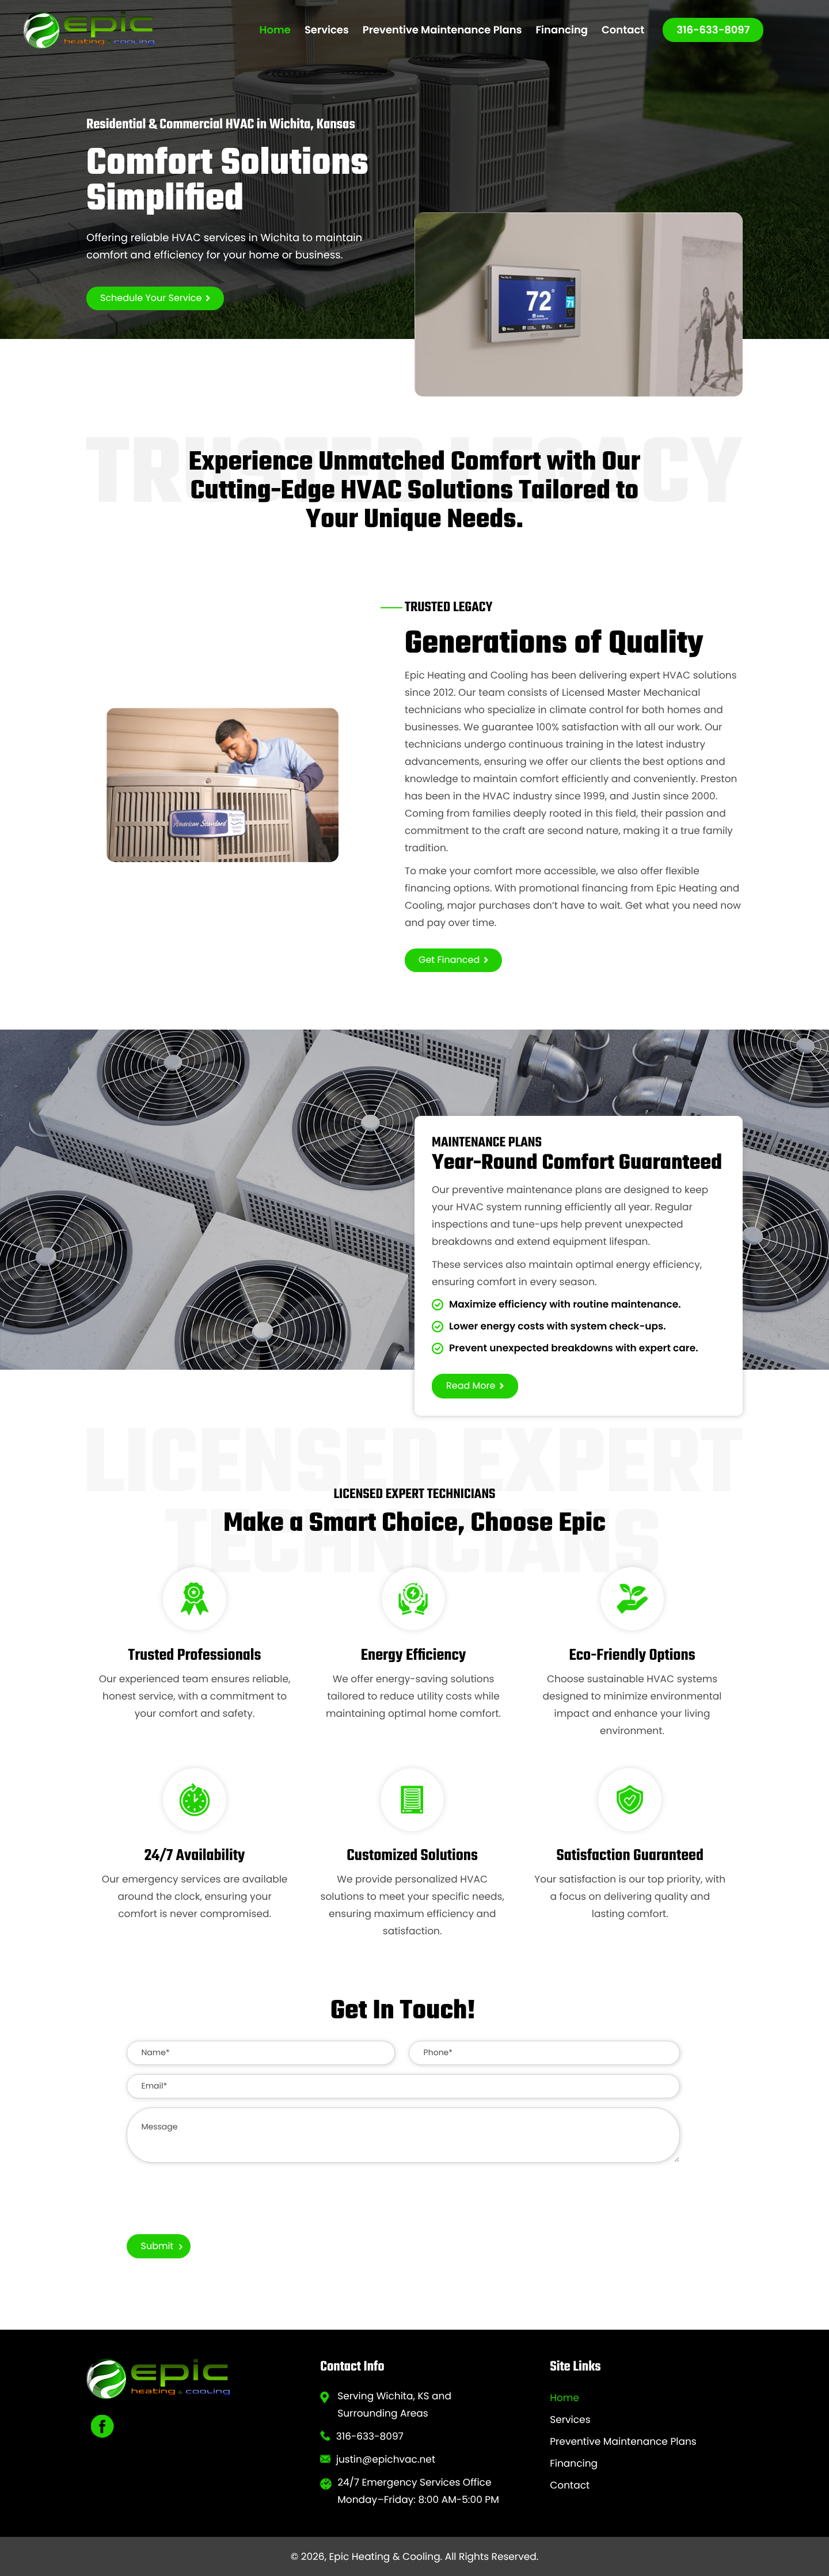 epic
heating & cooling
Home
Services
Preventive Maintenance Plans
Financing
Contact
316-633-8097
Residential & Commercial HVAC in Wichita, Kansas
Comfort Solutions
Simplified
Offering reliable HVAC services in Wichita to maintain
comfort and efficiency for your home or business.
Schedule Your Service
72°
71
TRUSTED LEGACY
Experience Unmatched Comfort with Our
Cutting-Edge HVAC Solutions Tailored to
Your Unique Needs.
TRUSTED LEGACY
Generations of Quality
Epic Heating and Cooling has been delivering expert HVAC solutions
since 2012. Our team consists of Licensed Master Mechanical
technicians who specialize in climate control for both homes and
businesses. We guarantee 100% satisfaction with all our work. Our
technicians undergo continuous training in the latest industry
advancements, ensuring we offer our clients the best options and
knowledge to maintain comfort efficiently and conveniently. Preston
has been in the HVAC industry since 1999, and Justin since 2000.
Coming from families deeply rooted in this field, their passion and
commitment to the craft are second nature, making it a true family
tradition.
To make your comfort more accessible, we also offer flexible
financing options. With promotional financing from Epic Heating and
Cooling, major purchases don't have to wait. Get what you need now
and pay over time.
Get Financed
American Standard
MAINTENANCE PLANS
Year-Round Comfort Guaranteed
Our preventive maintenance plans are designed to keep
your HVAC system running efficiently all year. Regular
inspections and tune-ups help prevent unexpected
breakdowns and extend equipment lifespan.
These services also maintain optimal energy efficiency,
ensuring comfort in every season.
Maximize efficiency with routine maintenance.
Lower energy costs with system check-ups.
Prevent unexpected breakdowns with expert care.
Read More
LICENSED EXPERT
TECHNICIANS
LICENSED EXPERT TECHNICIANS
Make a Smart Choice, Choose Epic
Trusted Professionals
Our experienced team ensures reliable,
honest service, with a commitment to
your comfort and safety.
Energy Efficiency
We offer energy-saving solutions
tailored to reduce utility costs while
maintaining optimal home comfort.
Eco-Friendly Options
Choose sustainable HVAC systems
designed to minimize environmental
impact and enhance your living
environment.
24/7 Availability
Our emergency services are available
around the clock, ensuring your
comfort is never compromised.
Customized Solutions
We provide personalized HVAC
solutions to meet your specific needs,
ensuring maximum efficiency and
satisfaction.
Satisfaction Guaranteed
Your satisfaction is our top priority, with
a focus on delivering quality and
lasting comfort.
Get In Touch!
Name*
Phone*
Email*
Message
Submit
epic
heating & cooling
Contact Info
Serving Wichita, KS and
Surrounding Areas
316-633-8097
justin@epichvac.net
24/7 Emergency Services Office
Monday–Friday: 8:00 AM-5:00 PM
Site Links
Home
Services
Preventive Maintenance Plans
Financing
Contact
© 2026, Epic Heating & Cooling. All Rights Reserved.